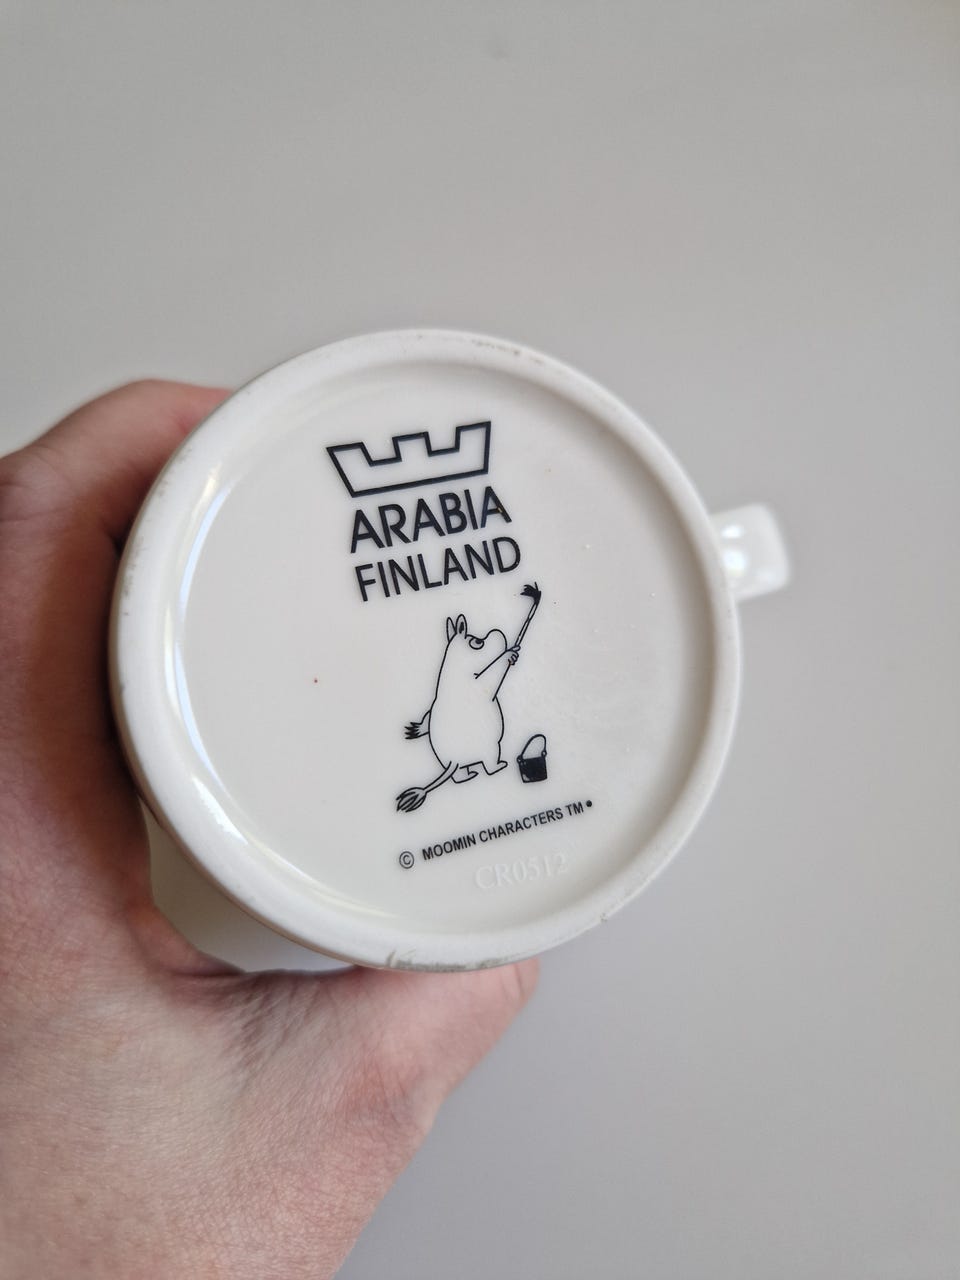 ARABIA
FINLAND
© MOOMIN CHARACTERS TM •
CR0512